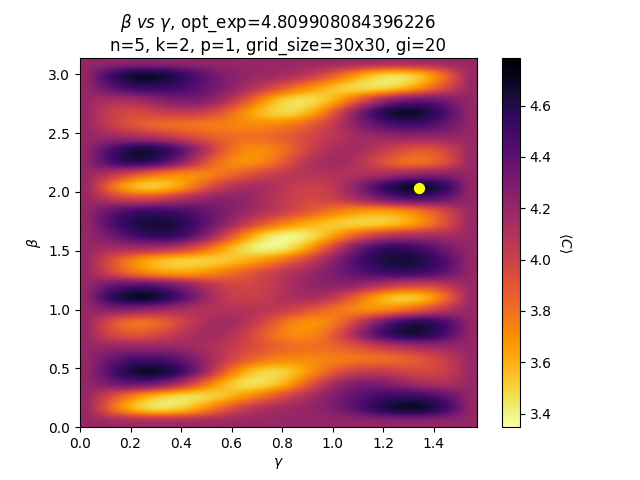 β vs γ, opt_exp=4.809908084396226
n=5, k=2, p=1, grid_size=30x30, gi=20
3.0
2.5
2.0
1.5
1.0
0.5
0.0
β
0.0 0.2 0.4 0.6 0.8 1.0 1.2 1.4
γ
4.6
4.4
4.2
4.0
3.8
3.6
3.4
⟨C⟩